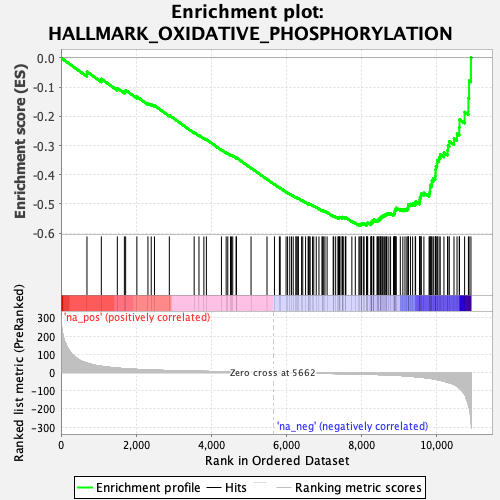 Enrichment plot:
HALLMARK_OXIDATIVE_PHOSPHORYLATION
Enrichment score (ES)
0.0
-0.1
-0.2
-0.3
-0.4
-0.5
-0.6
Ranked list metric (PreRanked)
300
200
100
0
-100
-200
-300
'na_pos' (positively correlated)
Zero cross at 5662
'na_neg' (negatively correlated)
0
2,000
4,000
6,000
8,000
10,000
Rank in Ordered Dataset
Enrichment profile
Hits
Ranking metric scores